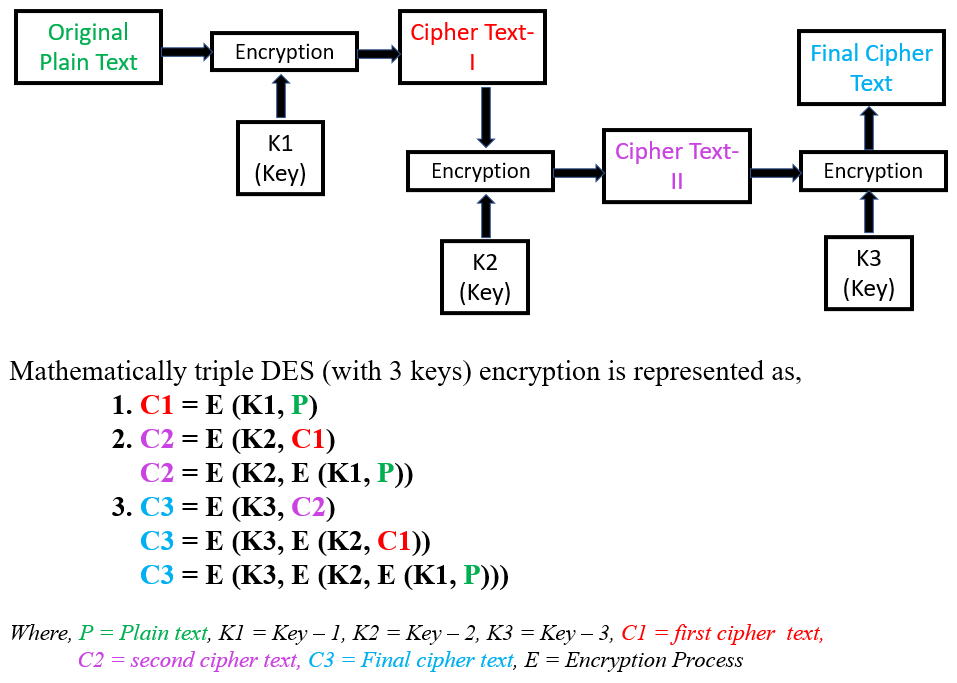 Original
Plain Text
Encryption
Cipher Text-
I
K1
(Key)
Encryption
Cipher Text-
II
K2
(Key)
Encryption
Final Cipher
Text
K3
(Key)
Mathematically triple DES (with 3 keys) encryption is represented as,
1. C1 = E (K1, P)
2. C2 = E (K2, C1)
C2 = E (K2, E (K1, P))
3. C3 = E (K3, C2)
C3 = E (K3, E (K2, C1))
C3 = E (K3, E (K2, E (K1, P)))
Where, P = Plain text, K1 = Key – 1, K2 = Key – 2, K3 = Key – 3, C1 = first cipher text,
C2 = second cipher text, C3 = Final cipher text, E = Encryption Process